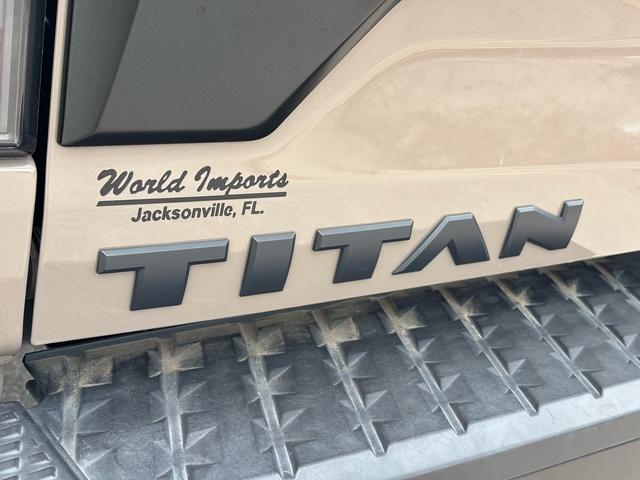 World Imports
Jacksonville, FL.
TITAN